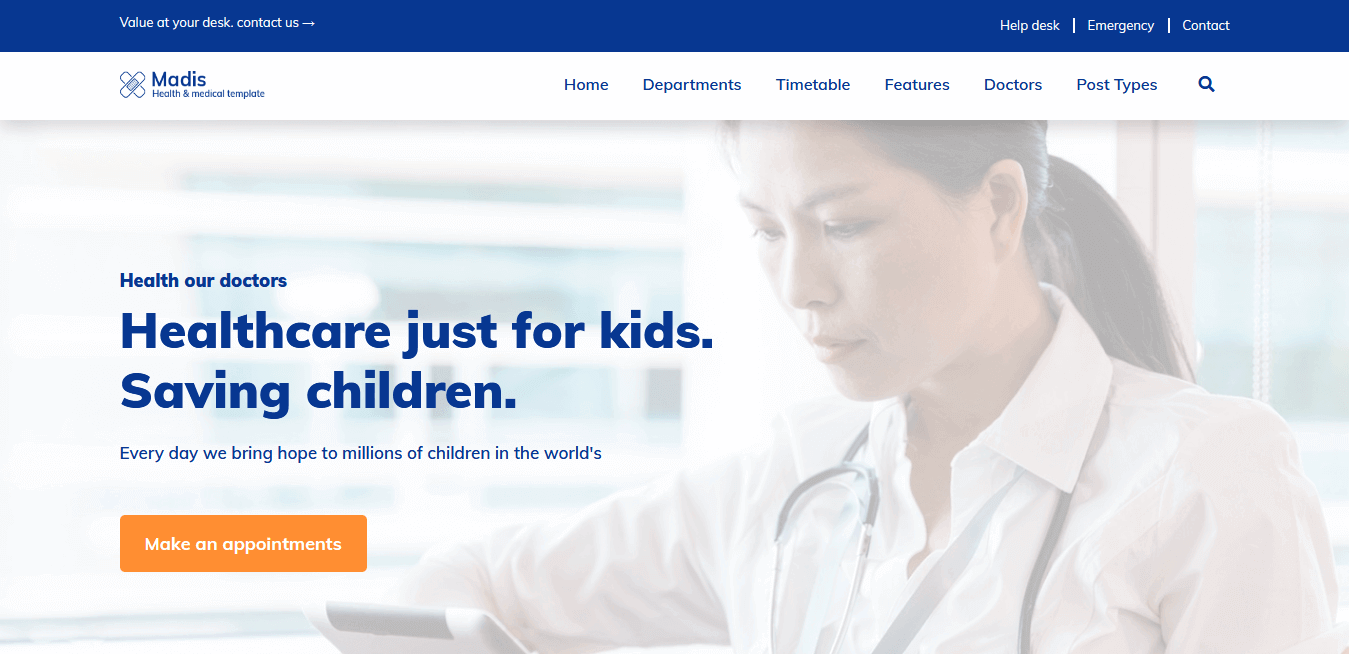 Value at your desk. contact us →
Help desk | Emergency | Contact
Madis
Health & medical template
Home Departments Timetable Features Doctors Post Types
Health our doctors
Healthcare just for kids.
Saving children.
Every day we bring hope to millions of children in the world's
Make an appointments